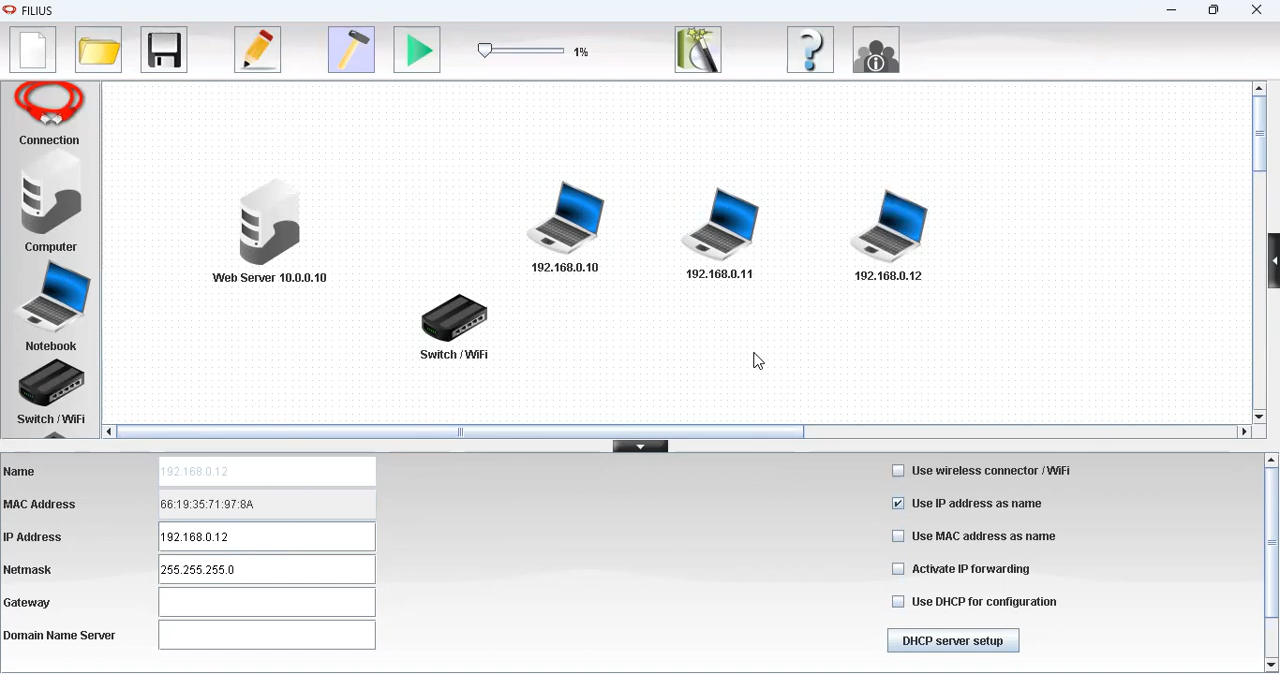 FILIUS
1%
Connection
Computer
Notebook
Switch / WiFi
Web Server 10.0.0.10
192.168.0.10
192.168.0.11
192.168.0.12
Switch / WiFi
Name 192.168.0.12
MAC Address 66:19:35:71:97:8A
IP Address 192.168.0.12
Netmask 255.255.255.0
Gateway
Domain Name Server
Use wireless connector / WiFi
Use IP address as name
Use MAC address as name
Activate IP forwarding
Use DHCP for configuration
DHCP server setup